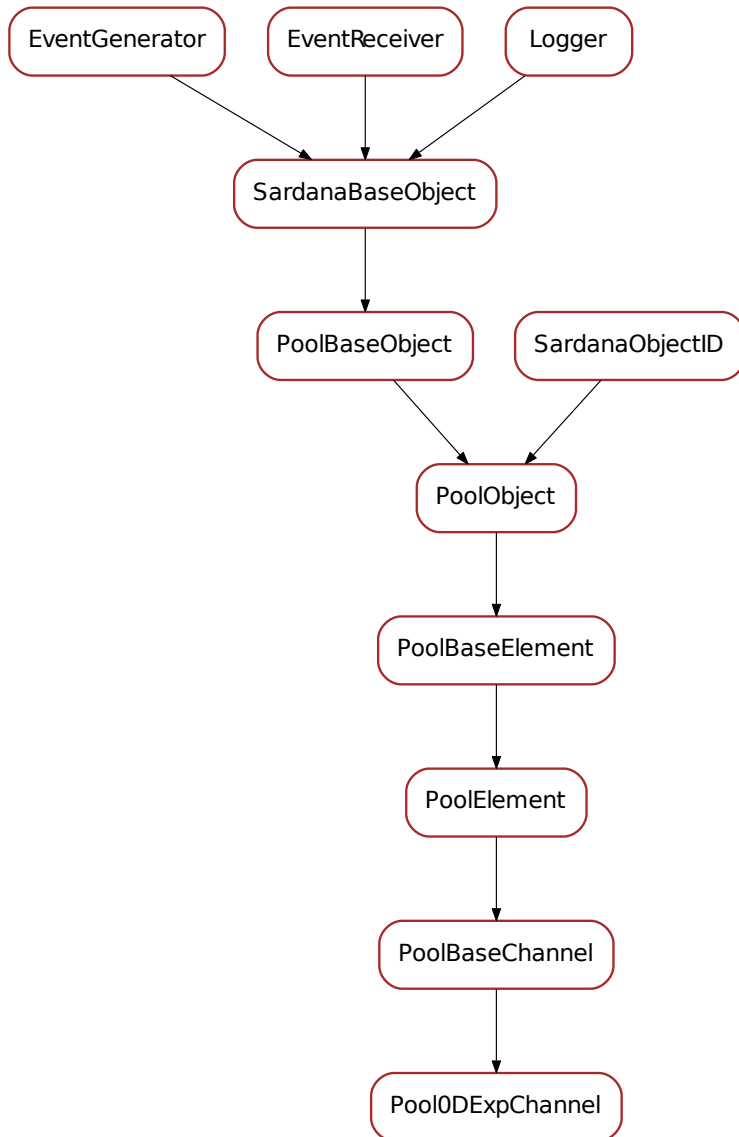 EventGenerator
EventReceiver
Logger
SardanaBaseObject
PoolBaseObject
SardanaObjectID
PoolObject
PoolBaseElement
PoolElement
PoolBaseChannel
Pool0DExpChannel